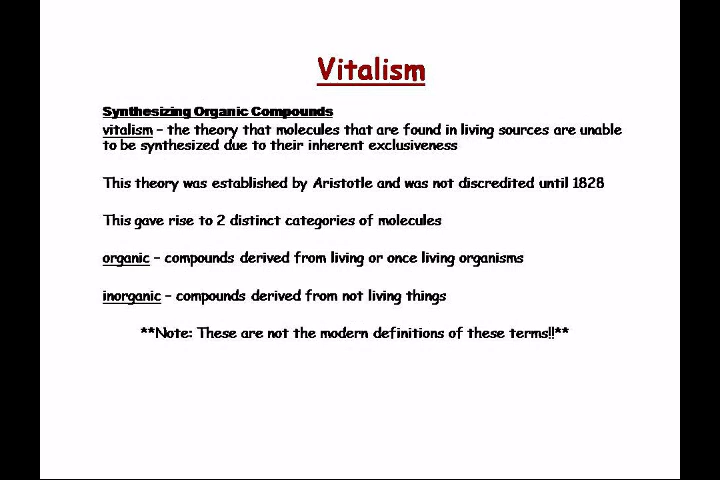 Vitalism
Synthesizing Organic Compounds
vitalism – the theory that molecules that are found in living sources are unable
to be synthesized due to their inherent exclusiveness
This theory was established by Aristotle and was not discredited until 1828
This gave rise to 2 distinct categories of molecules
organic – compounds derived from living or once living organisms
inorganic – compounds derived from not living things
**Note: These are not the modern definitions of these terms!!**